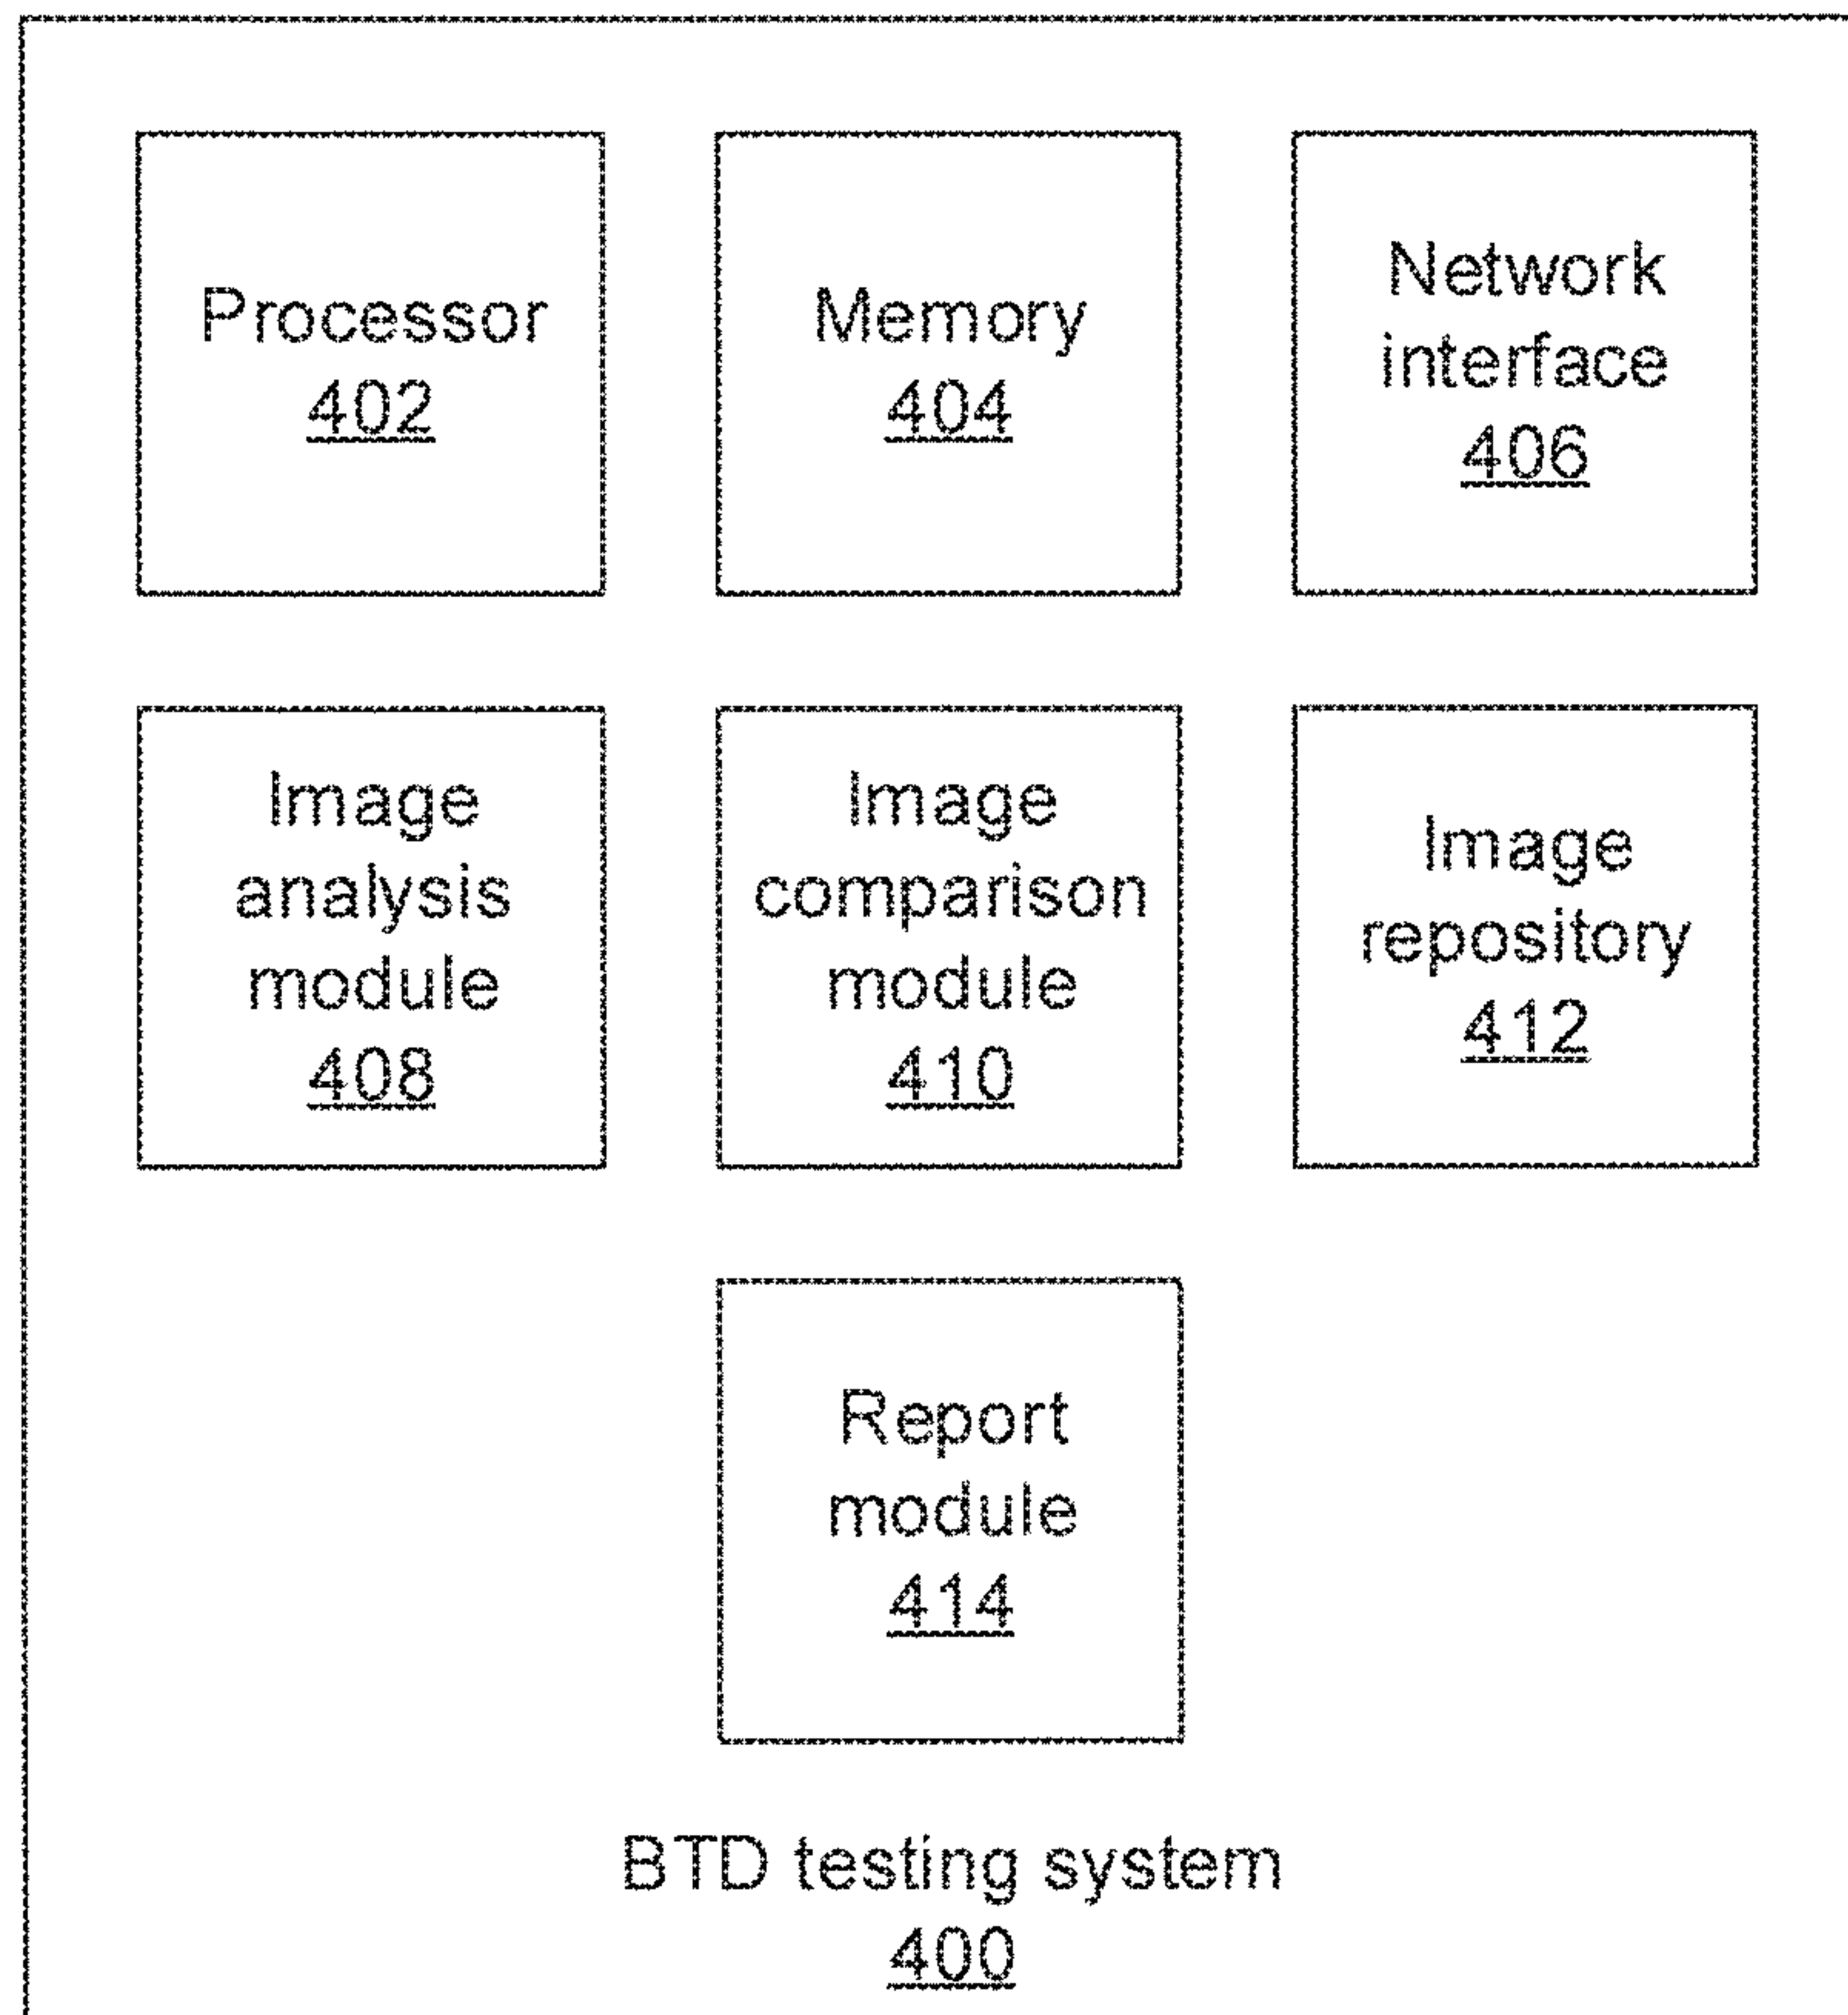 Processor
402
Memory
404
Network
interface
406
Image
analysis
module
408
Image
comparison
module
410
Image
repository
412
Report
module
414
BTD testing system
400